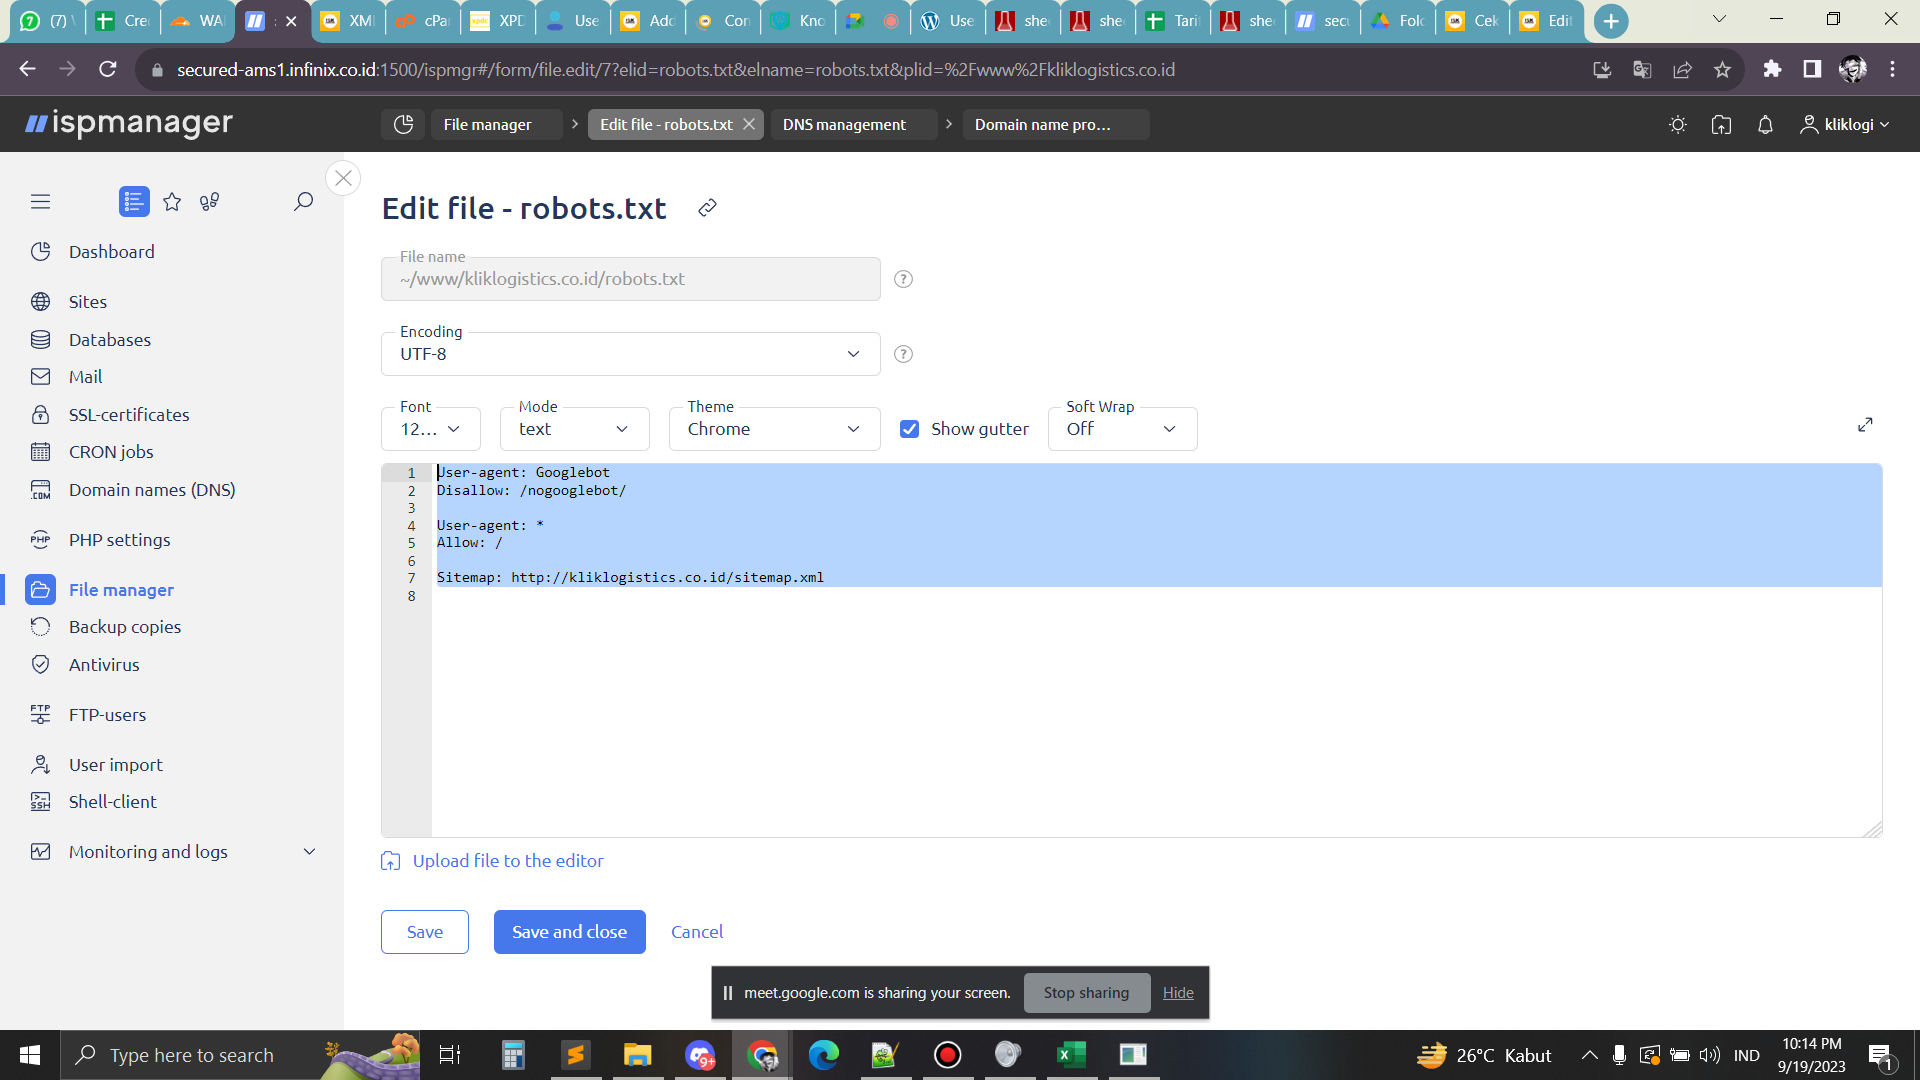 (7)
Cre
WA
XMI
cPa
XPD
Use
Add
Con
Kno
Use
she
she
Tari
she
secu
Fold
Cek
Edit
secured-ams1.infinix.co.id:1500/ispmgr#/form/file.edit/7?elid=robots.txt&elname=robots.txt&plid=%2Fwww%2Fkliklogistics.co.id
ispmanager
File manager
Edit file - robots.txt
DNS management
Domain name pro...
kliklogi
Dashboard
Sites
Databases
Mail
SSL-certificates
CRON jobs
Domain names (DNS)
PHP settings
File manager
Backup copies
Antivirus
FTP-users
User import
Shell-client
Monitoring and logs
Edit file - robots.txt
File name
~/www/kliklogistics.co.id/robots.txt
Encoding
UTF-8
Font
12...
Mode
text
Theme
Chrome
Show gutter
Soft Wrap
Off
1 User-agent: Googlebot
2 Disallow: /nogooglebot/
3
4 User-agent: *
5 Allow: /
6
7 Sitemap: http://kliklogistics.co.id/sitemap.xml
8
Upload file to the editor
Save
Save and close
Cancel
meet.google.com is sharing your screen.
Stop sharing
Hide
Type here to search
9+
26°C Kabut
IND
10:14 PM
9/19/2023
1